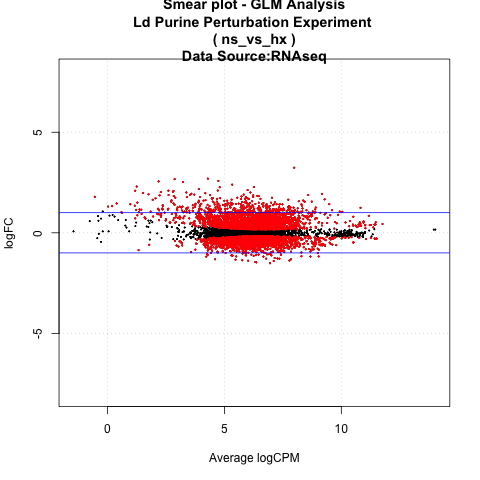 Smear plot - GLM Analysis
Ld Purine Perturbation Experiment
( ns_vs_hx )
Data Source:RNAseq
logFC
5
0
-5
0 5 10
Average logCPM